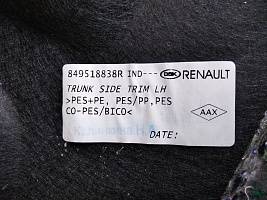 849518838R IND--- RENAULT
TRUNK SIDE TRIM LH
>PES+PE, PES/PP,PES
CO-PES/BICO<
AAX
DATE: